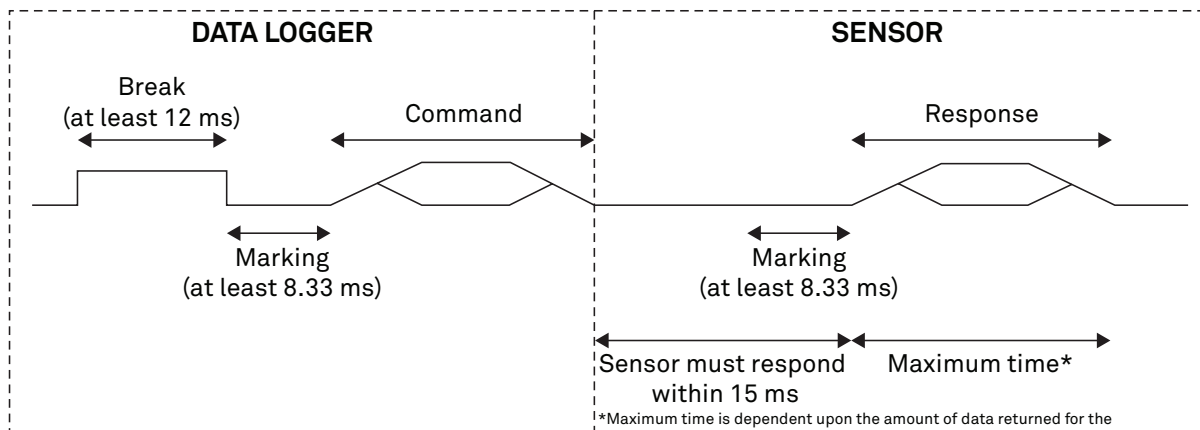 DATA LOGGER
SENSOR
Break
(at least 12 ms)
Command
Response
Marking
(at least 8.33 ms)
Marking
(at least 8.33 ms)
Sensor must respond
within 15 ms
Maximum time*
*Maximum time is dependent upon the amount of data returned for the